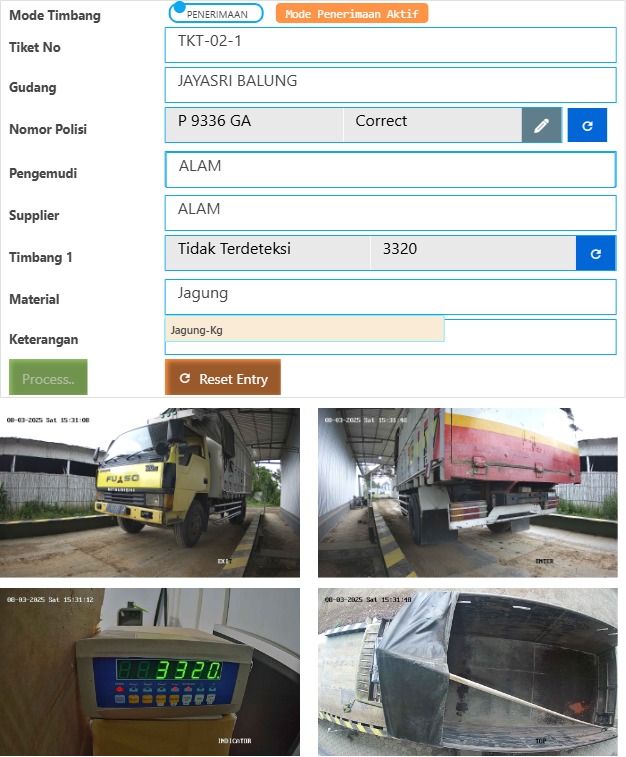 Mode Timbang PENERIMAAN Mode Penerimaan Aktif
Tiket No TKT-02-1
Gudang JAYASRI BALUNG
Nomor Polisi P 9336 GA Correct
Pengemudi ALAM
Supplier ALAM
Timbang 1 Tidak Terdeteksi 3320
Material Jagung
Jagung-Kg
Keterangan
Process.. Reset Entry
08-03-2025 Sat 15:31:08
FUSO
MITSUBISHI
EXIT
08-03-2025 Sat 15:31:48
ENTER
08-03-2025 Sat 15:31:12
3320
INDICATOR
08-03-2025 Sat 15:31:48
TOP